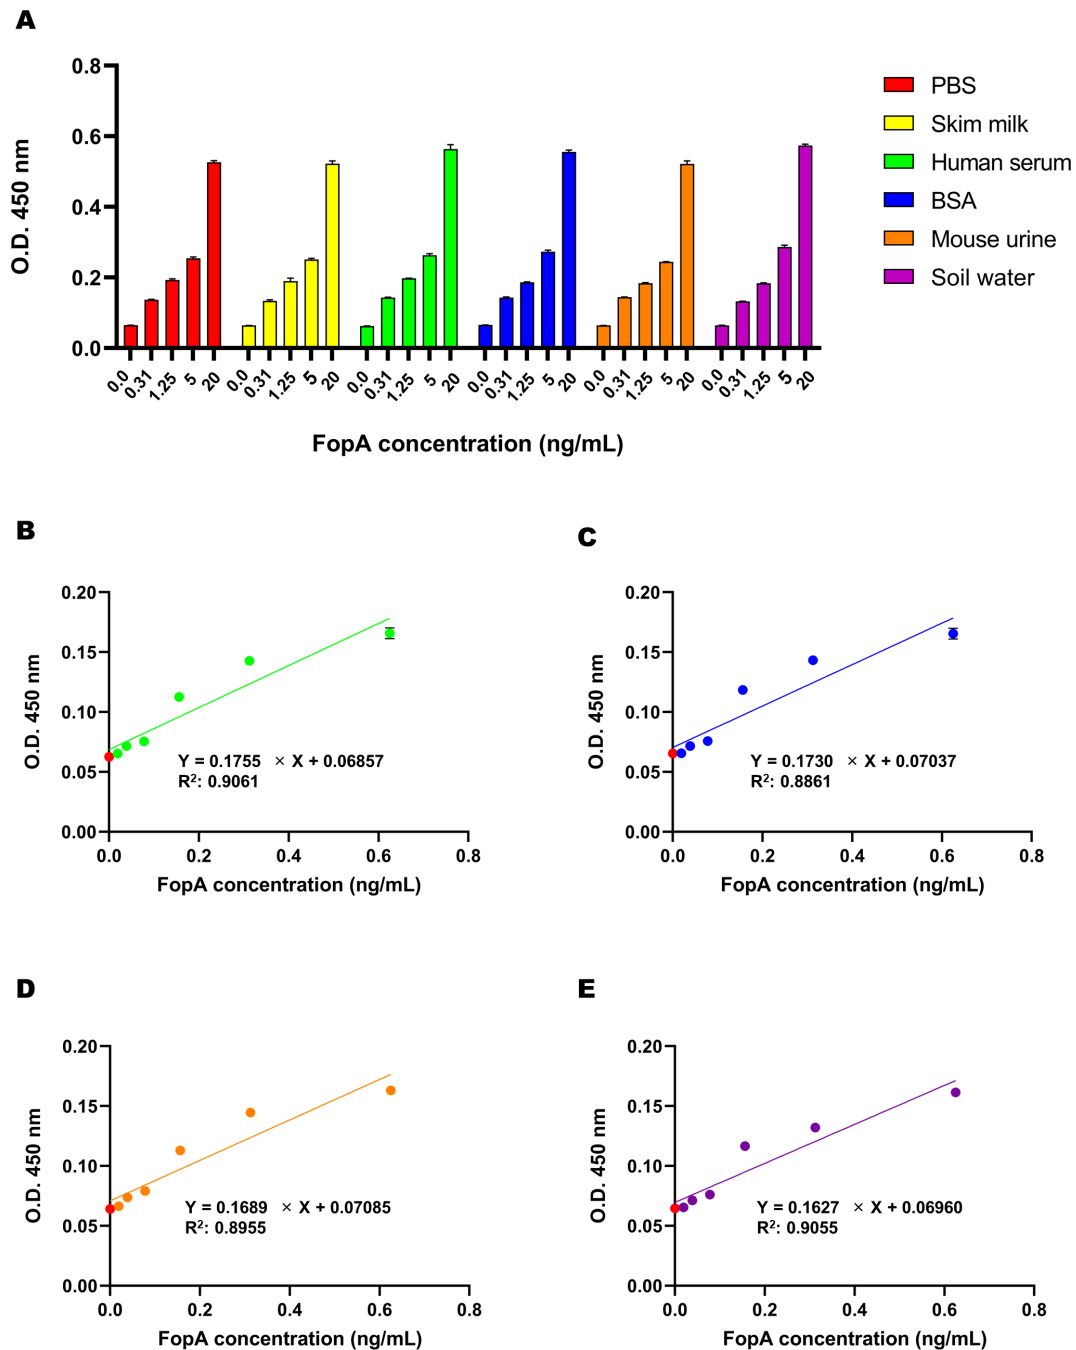 A
0.8
0.6
0.4
0.2
0.0
O.D. 450 nm
0.0 0.31 1.25 5 20 0.0 0.31 1.25 5 20 0.0 0.31 1.25 5 20 0.0 0.31 1.25 5 20 0.0 0.31 1.25 5 20 0.0 0.31 1.25 5 20
FopA concentration (ng/mL)
PBS
Skim milk
Human serum
BSA
Mouse urine
Soil water
B
0.20
0.15
0.10
0.05
0.00
O.D. 450 nm
Y = 0.1755 × X + 0.06857
R²: 0.9061
0.0 0.2 0.4 0.6 0.8
FopA concentration (ng/mL)
C
0.20
0.15
0.10
0.05
0.00
O.D. 450 nm
Y = 0.1730 × X + 0.07037
R²: 0.8861
0.0 0.2 0.4 0.6 0.8
FopA concentration (ng/mL)
D
0.20
0.15
0.10
0.05
0.00
O.D. 450 nm
Y = 0.1689 × X + 0.07085
R²: 0.8955
0.0 0.2 0.4 0.6 0.8
FopA concentration (ng/mL)
E
0.20
0.15
0.10
0.05
0.00
O.D. 450 nm
Y = 0.1627 × X + 0.06960
R²: 0.9055
0.0 0.2 0.4 0.6 0.8
FopA concentration (ng/mL)